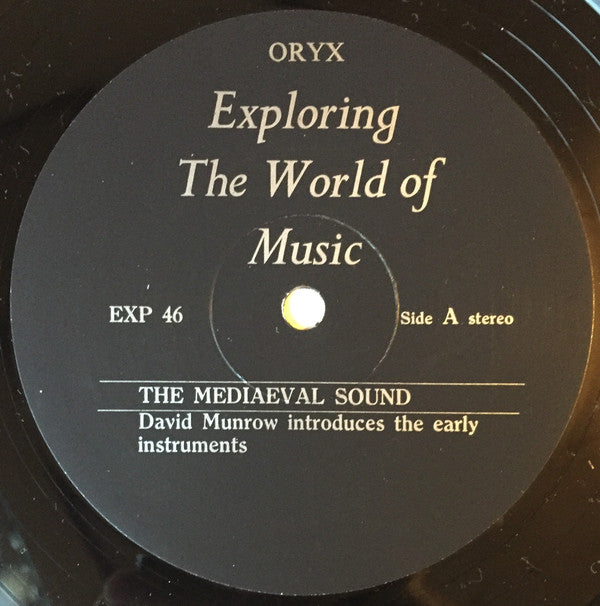 ORYX
Exploring
The World of
Music
EXP 46
Side A stereo
THE MEDIAEVAL SOUND
David Munrow introduces the early
instruments